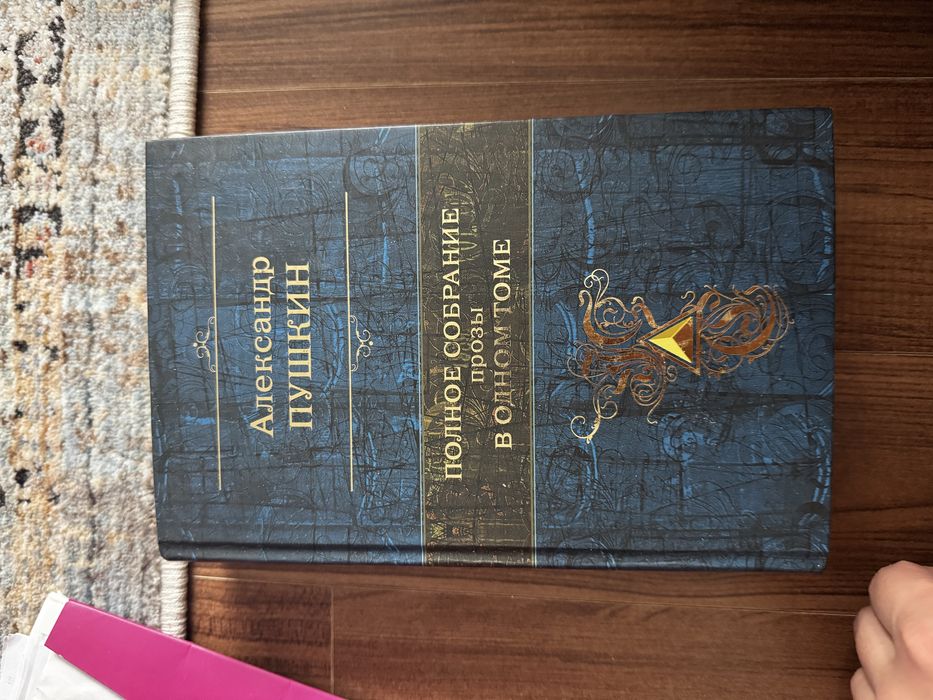 Александр
ПУШКИН
ПОЛНОЕ СОБРАНИЕ
прозы
В ОДНОМ ТОМЕ